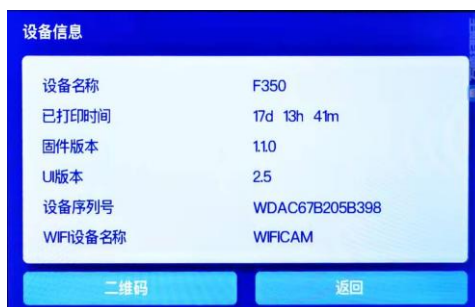 设备信息
设备名称 F350
已打印时间 17d 13h 41m
固件版本 1.1.0
UI版本 2.5
设备序列号 WDAC67B205B398
WIFI设备名称 WIFICAM
二维码 返回